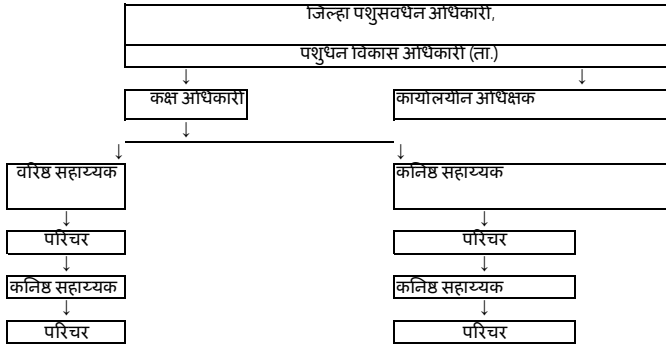 जिल्हा पशुसवर्धन अधिकारी,
पशुधन विकास अधिकारी (ता.)
कक्ष अधिकारी
कार्यालयीन अधिक्षक
वरिष्ठ सहाय्यक
कनिष्ठ सहाय्यक
परिचर
परिचर
कनिष्ठ सहाय्यक
कनिष्ठ सहाय्यक
परिचर
परिचर